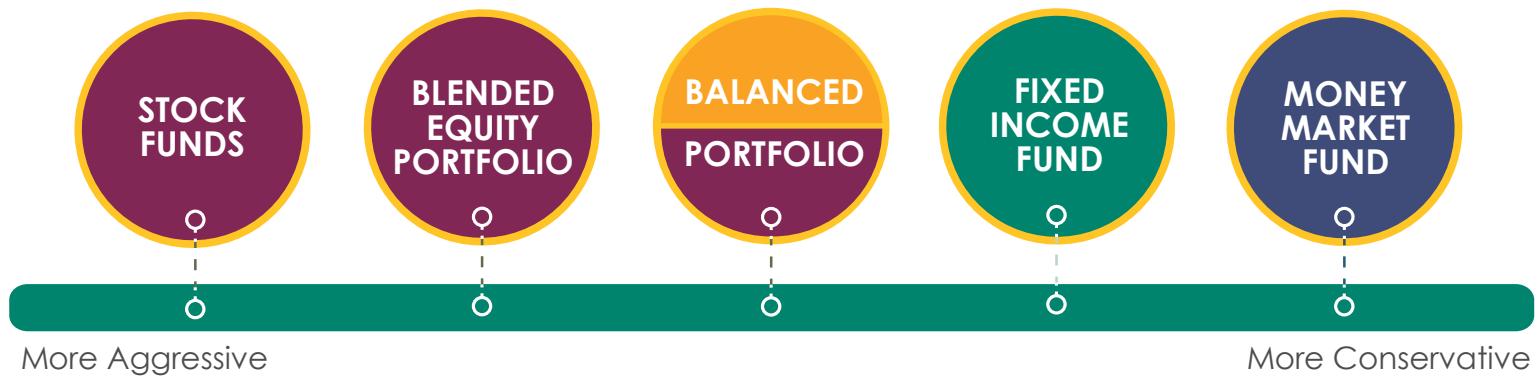 STOCK
FUNDS
BLENDED
EQUITY
PORTFOLIO
BALANCED
PORTFOLIO
FIXED
INCOME
FUND
MONEY
MARKET
FUND
More Aggressive
More Conservative